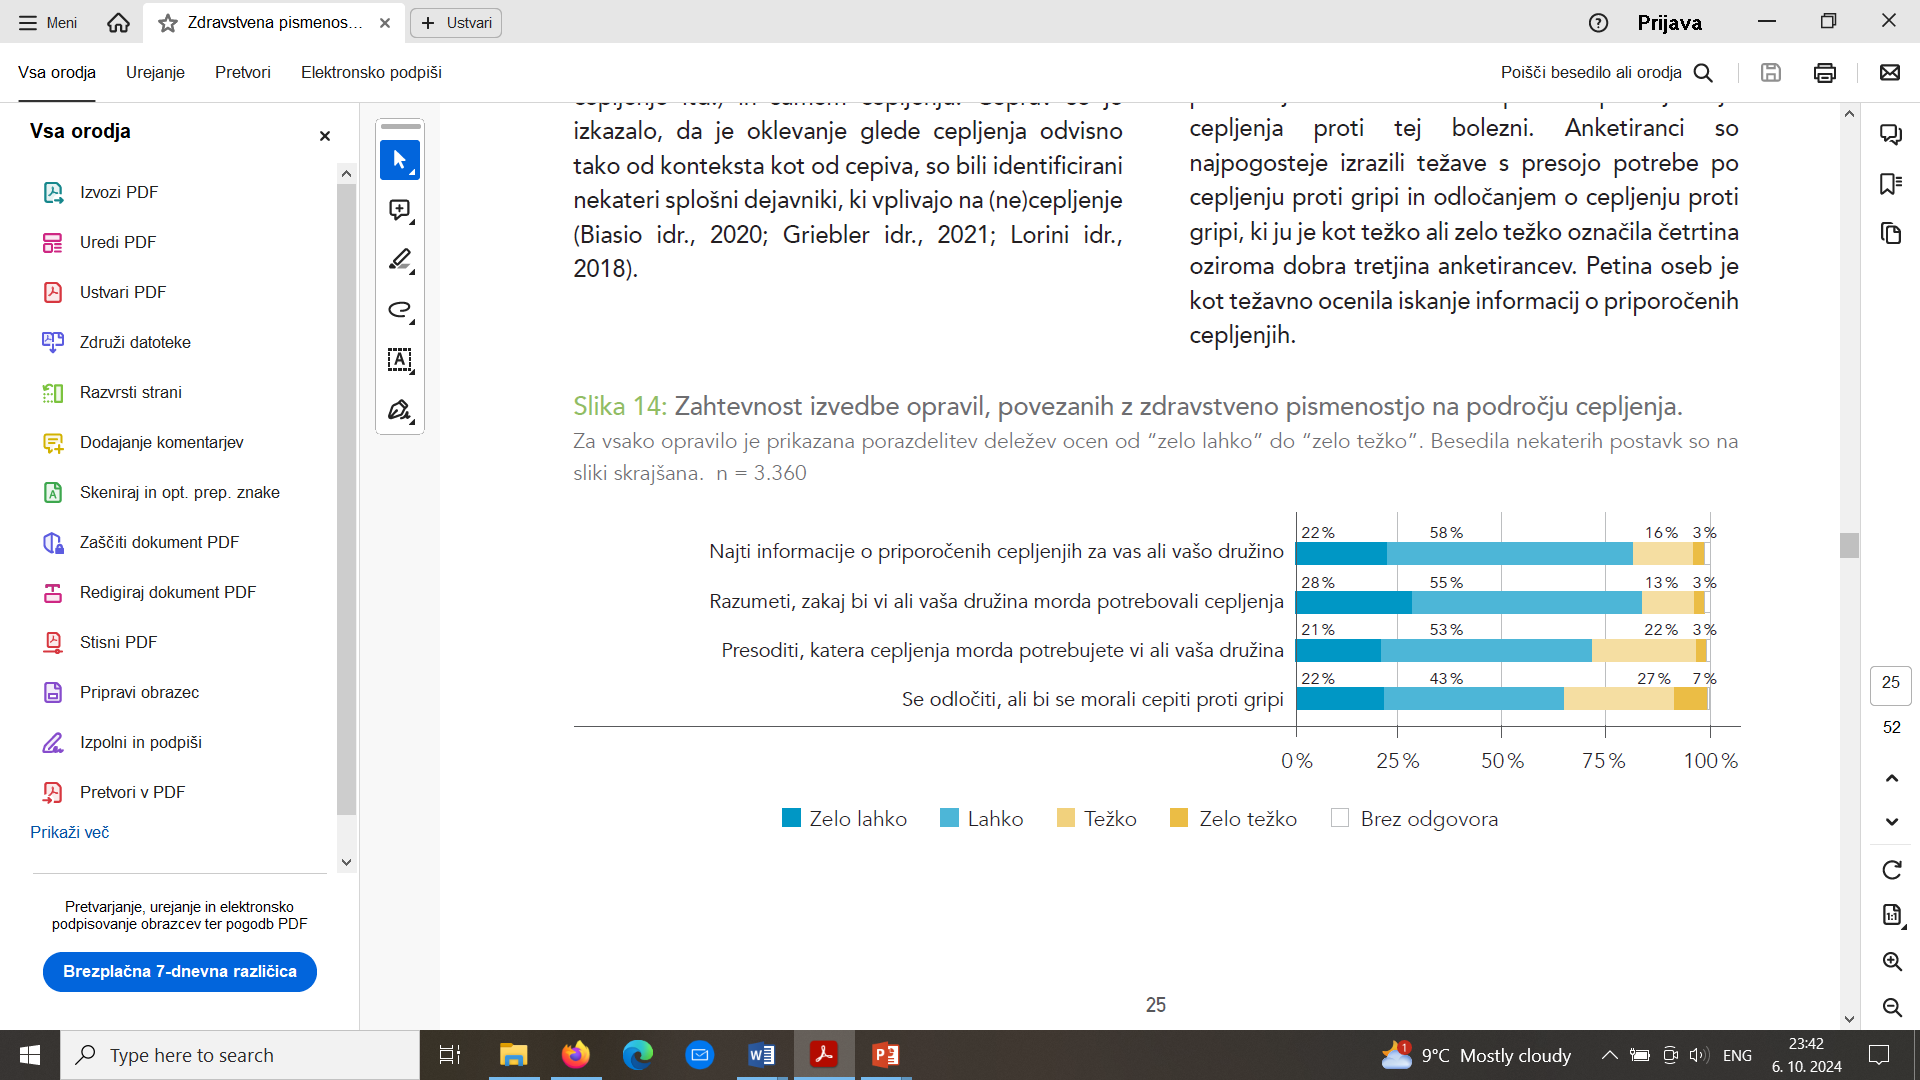 Meni
Zdravstvena pismenos...
Ustvari
Prijava
Vsa orodja
Urejanje
Pretvori
Elektronsko podpiši
Poišči besedilo ali orodja
Vsa orodja
Izvozi PDF
Uredi PDF
Ustvari PDF
Združi datoteke
Razvrsti strani
Dodajanje komentarjev
Skeniraj in opt. prep. znake
Zaščiti dokument PDF
Redigiraj dokument PDF
Stisni PDF
Pripravi obrazec
Izpolni in podpiši
Pretvori v PDF
Prikaži več
Pretvarjanje, urejanje in elektronsko
podpisovanje obrazcev ter pogodb PDF
Brezplačna 7-dnevna različica
izkazalo, da je oklevanje glede cepljenja odvisno
tako od konteksta kot od cepiva, so bili identificirani
nekateri splošni dejavniki, ki vplivajo na (ne)cepljenje
(Biasio idr., 2020; Griebler idr., 2021; Lorini idr.,
2018).
cepljenja proti tej bolezni. Anketiranci so
najpogosteje izrazili težave s presojo potrebe po
cepljenju proti gripi in odločanjem o cepljenju proti
gripi, ki ju je kot težko ali zelo težko označila četrtina
oziroma dobra tretjina anketirancev. Petina oseb je
kot težavno ocenila iskanje informacij o priporočenih
cepljenjih.
Slika 14: Zahtevnost izvedbe opravil, povezanih z zdravstveno pismenostjo na področju cepljenja.
Za vsako opravilo je prikazana porazdelitev deležev ocen od “zelo lahko” do “zelo težko”. Besedila nekaterih postavk so na
sliki skrajšana. n = 3.360
22 % 58 % 16 % 3 %
Najti informacije o priporočenih cepljenjih za vas ali vašo družino
28 % 55 % 13 % 3 %
Razumeti, zakaj bi vi ali vaša družina morda potrebovali cepljenja
21 % 53 % 22 % 3 %
Presoditi, katera cepljenja morda potrebujete vi ali vaša družina
22 % 43 % 27 % 7 %
Se odločiti, ali bi se morali cepiti proti gripi
0 % 25 % 50 % 75 % 100 %
Zelo lahko Lahko Težko Zelo težko Brez odgovora
25
25
52
Type here to search
9°C Mostly cloudy
ENG
23:42
6. 10. 2024